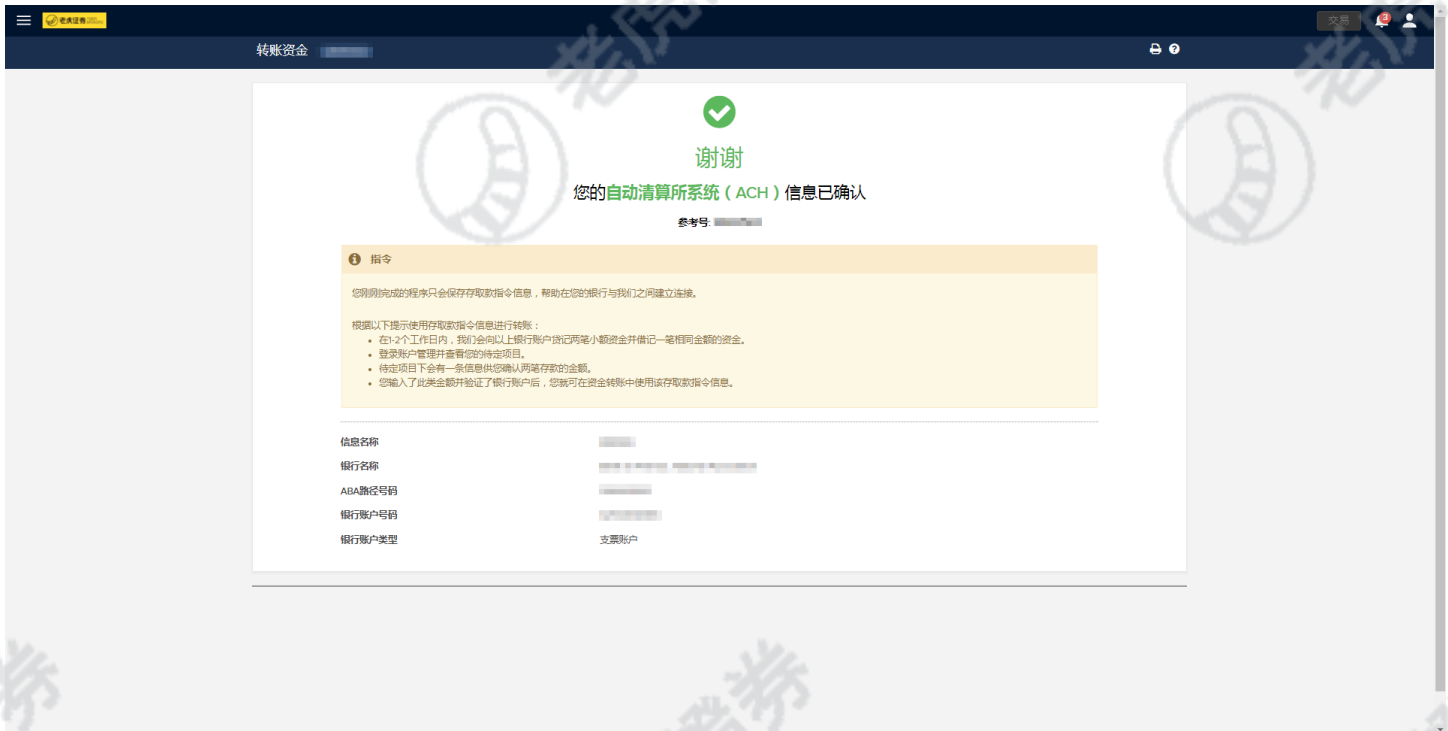 老虎证券
交易
3
转账资金
谢谢
您的自动清算所系统（ACH）信息已确认
参考号:
指令
您刚刚完成的程序只会保存存取款指令信息，帮助在您的银行与我们之间建立连接。
根据以下提示使用存取款指令信息进行转账：
在1-2个工作日内，我们会向以上银行账户贷记两笔小额资金并借记一笔相同金额的资金。
登录账户管理并查看您的待定项目。
待定项目下会有一条信息供您确认两笔存款的金额。
您输入了此类金额并验证了银行账户后，您就可在资金转账中使用该存取款指令信息。
信息名称
银行名称
ABA路径号码
银行账户号码
银行账户类型 支票账户